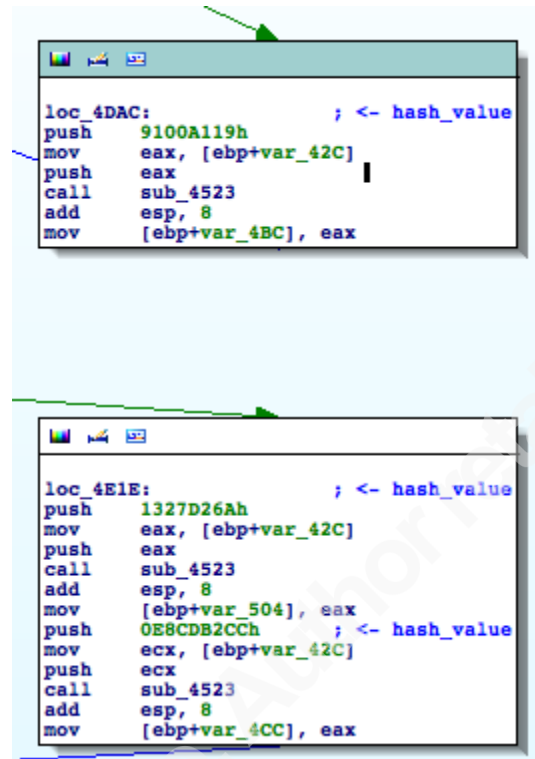 loc_4DAC: ; <- hash_value
push 9100A119h
mov eax, [ebp+var_42C]
push eax
call sub_4523
add esp, 8
mov [ebp+var_4BC], eax
loc_4E1E: ; <- hash_value
push 1327D26Ah
mov eax, [ebp+var_42C]
push eax
call sub_4523
add esp, 8
mov [ebp+var_504], eax
push 0E8CDB2CCh ; <- hash_value
mov ecx, [ebp+var_42C]
push ecx
call sub_4523
add esp, 8
mov [ebp+var_4CC], eax
Author